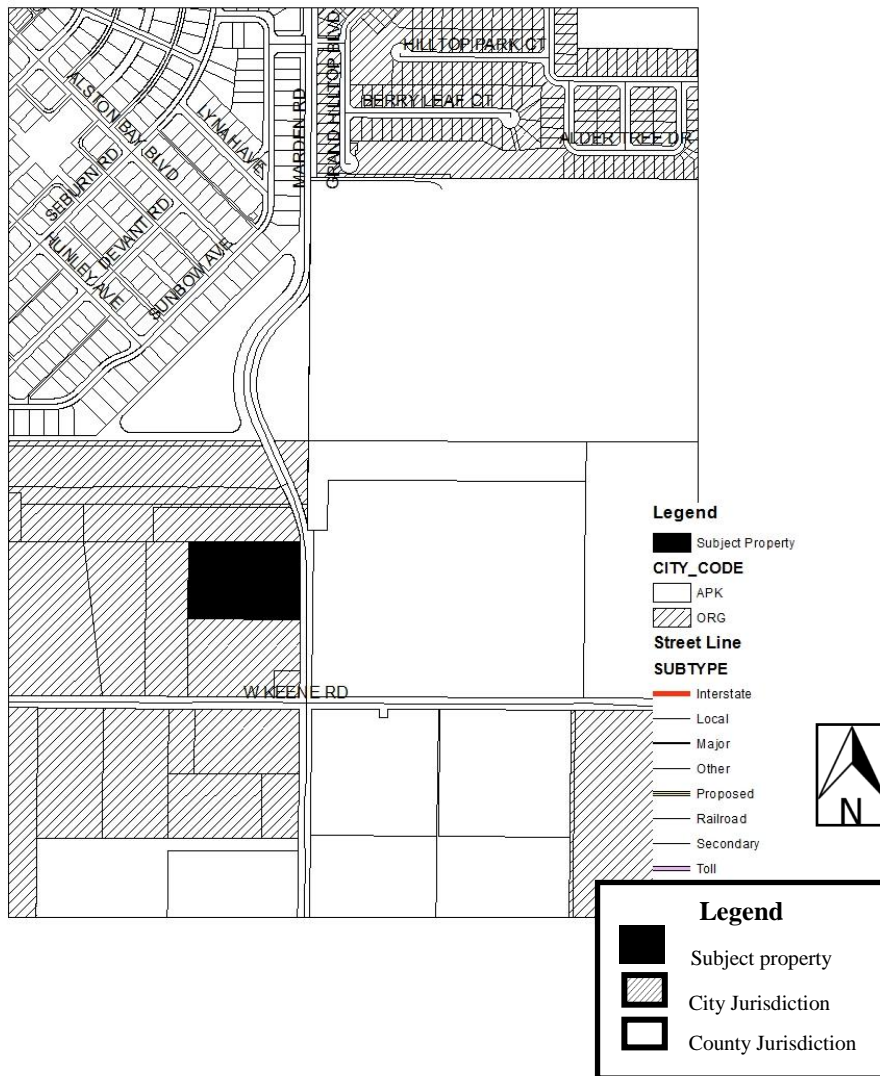 HILLTOP PARK CT
GRAND HILLTOP BLVD
MARDEN RD
BERRY LEAF CT
ALSTON BAY BLVD
LYNAH AVE
ALDER TREE DR
SEBURN RD
DEVANT RD
HUNLEY AVE
SUNBOW AVE
W KEENE RD
Legend
Subject Property
CITY_CODE
APK
ORG
Street Line
SUBTYPE
Interstate
Local
Major
Other
Proposed
Railroad
Secondary
Toll
N
Legend
Subject property
City Jurisdiction
County Jurisdiction